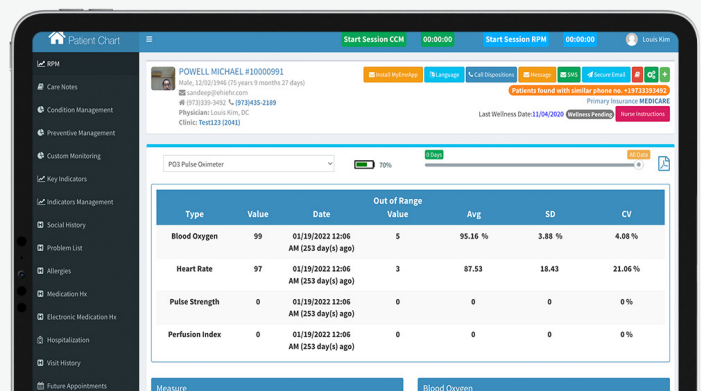 Patient Chart
Start Session CCM 00:00:00 Start Session RPM 00:00:00 Louis Kim
RPM
Care Notes
Condition Management
Preventive Management
Custom Monitoring
Key Indicators
Indicators Management
Social History
Problem List
Allergies
Medication Hx
Electronic Medication Hx
Hospitalization
Visit History
Future Appointments
POWELL MICHAEL #10000991
Male, 12/02/1946 (75 years 9 months 27 days)
sandeep@ehiehr.com
(973)339-3492 (973)435-2189
Physician: Louis Kim, DC
Clinic: Test123 (2041)
Install MyEmrApp Language Call Dispositions Message SMS Secure Email
Patients found with similar phone no. +19733393492
Primary Insurance MEDICARE
Last Wellness Date:11/04/2020 Wellness Pending Nurse Instructions
PO3 Pulse Oximeter 70% 0 Days All Data
Type Value Date Out of Range Value Avg SD CV
Blood Oxygen 99 01/19/2022 12:06 AM (253 day(s) ago) 5 95.16 % 3.88 % 4.08 %
Heart Rate 97 01/19/2022 12:06 AM (253 day(s) ago) 3 87.53 18.43 21.06 %
Pulse Strength 0 01/19/2022 12:06 AM (253 day(s) ago) 0 0 0 0 %
Perfusion Index 0 01/19/2022 12:06 AM (253 day(s) ago) 0 0 0 0 %
Measure Blood Oxygen